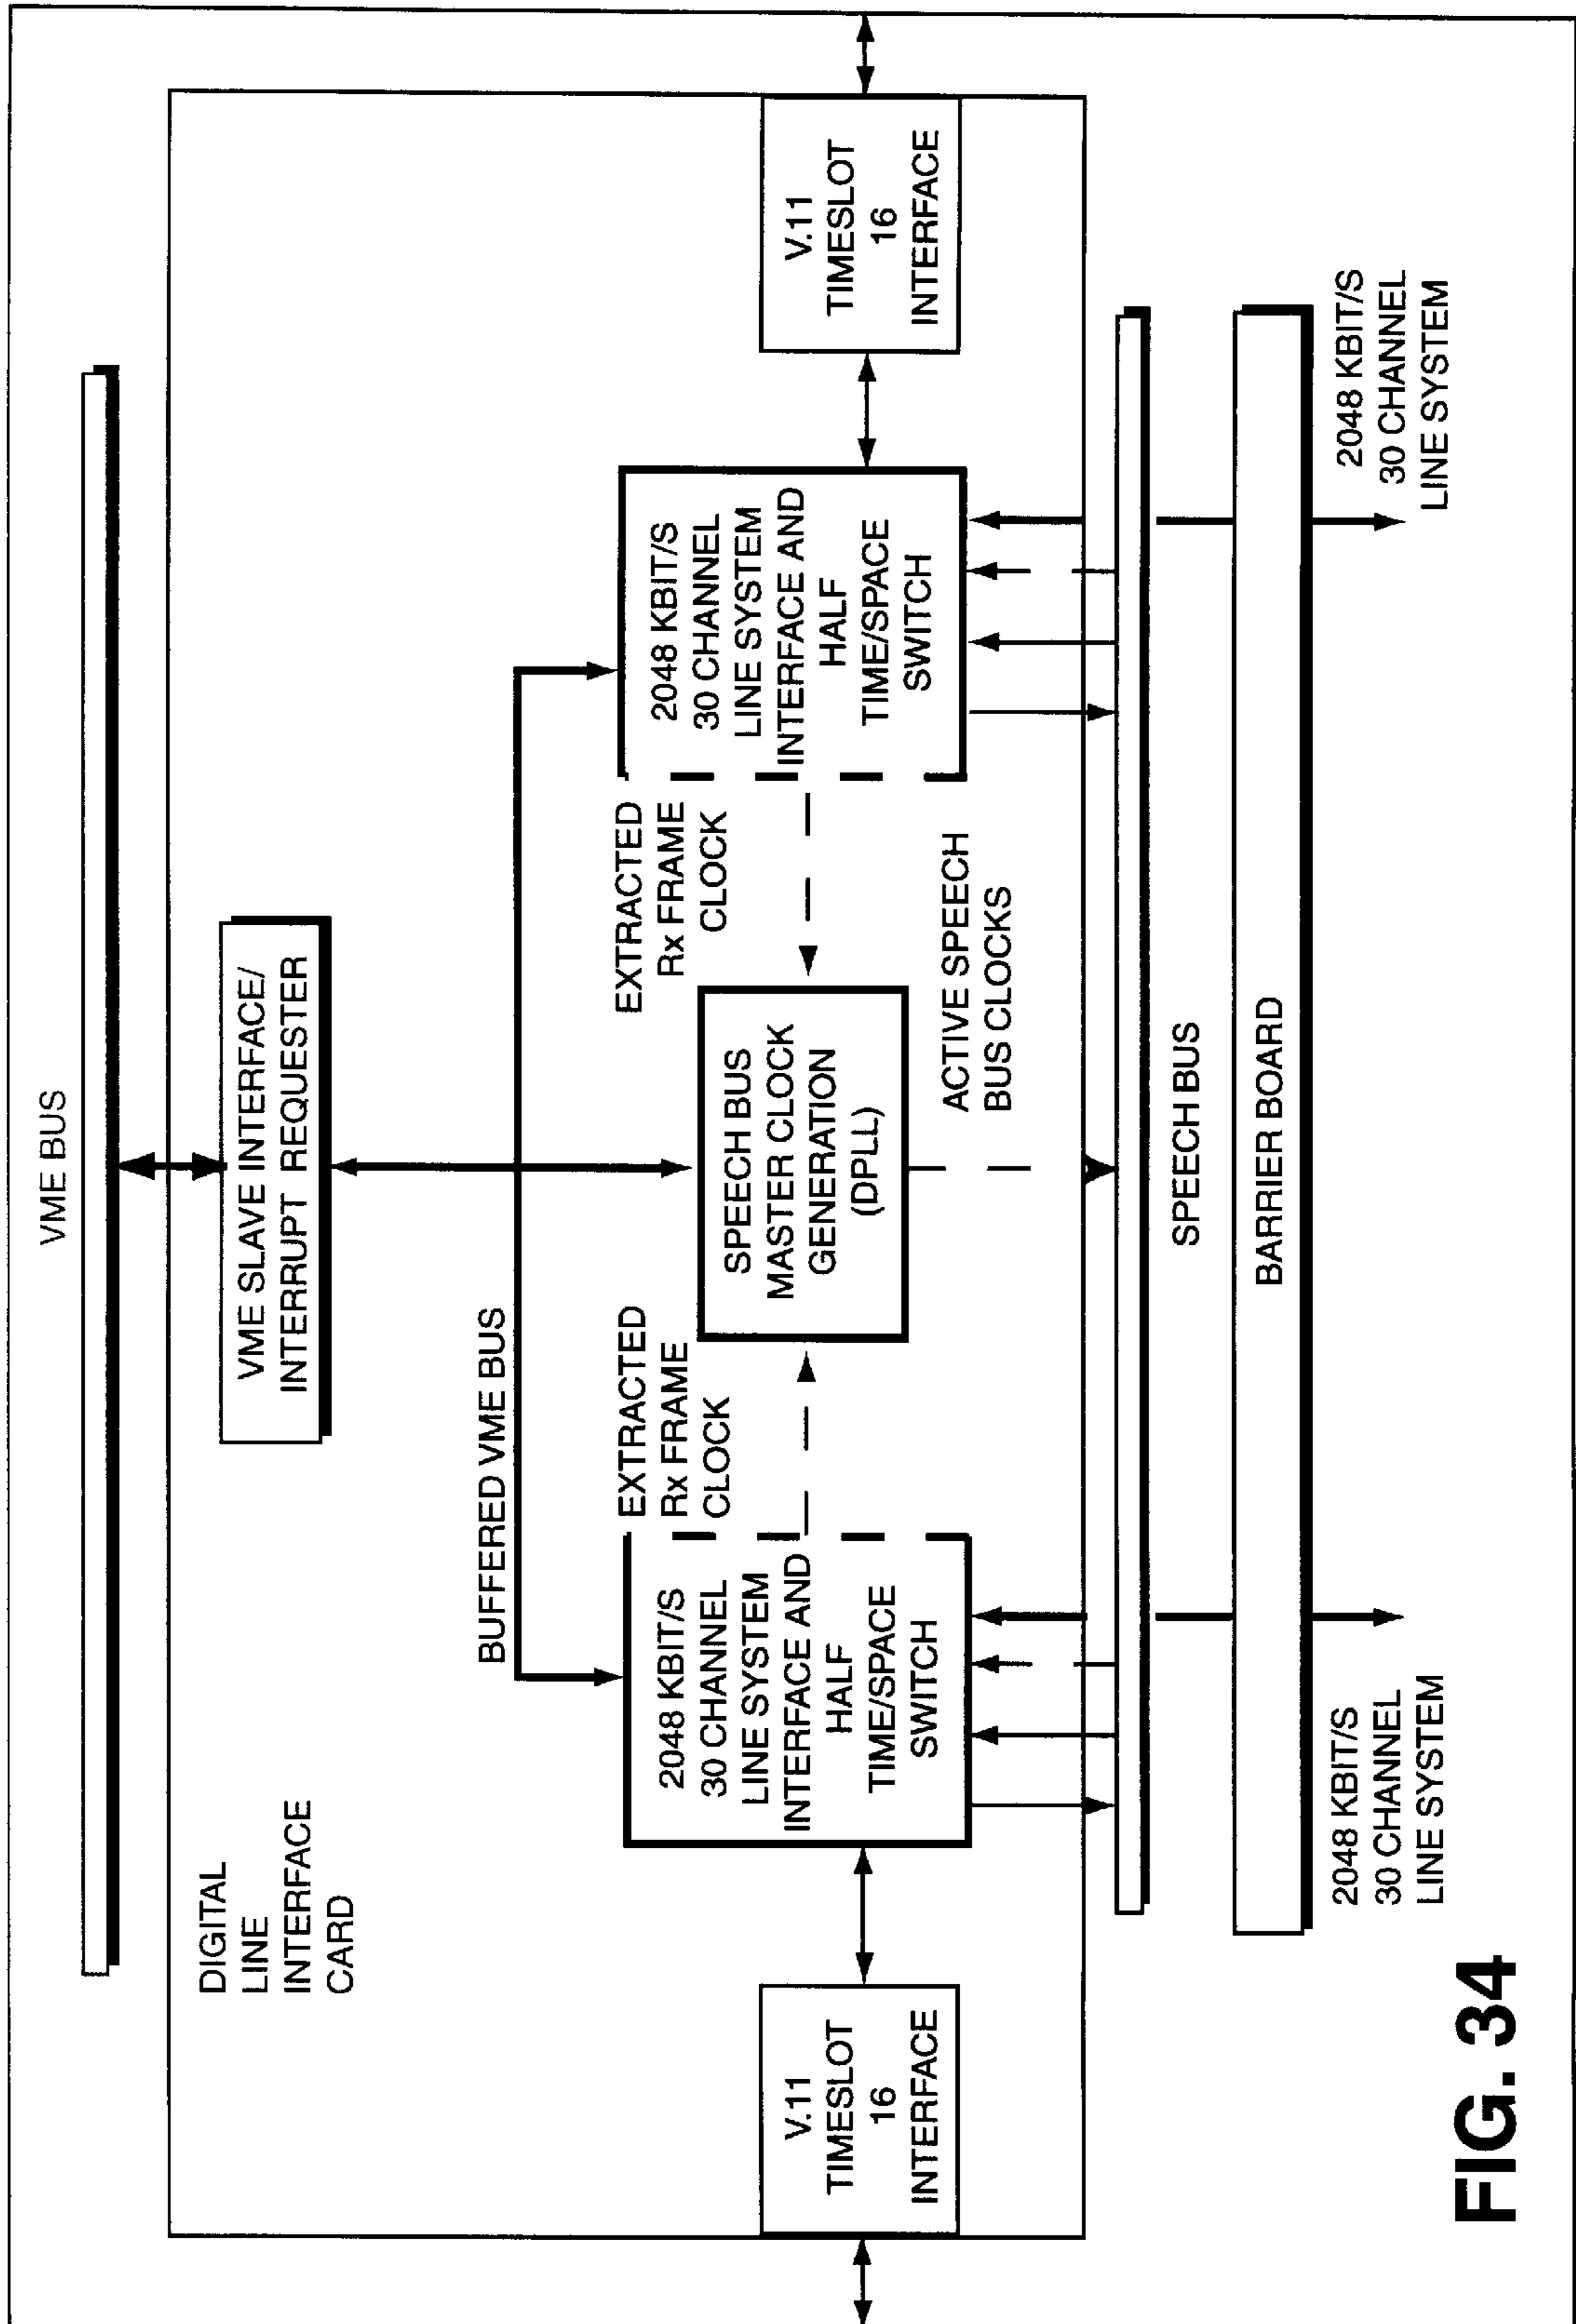 VME BUS
DIGITAL
LINE
INTERFACE
CARD
VME SLAVE INTERFACE/
INTERRUPT REQUESTER
BUFFERED VME BUS
V.11
TIMESLOT
16
INTERFACE
2048 KBIT/S
30 CHANNEL
LINE SYSTEM
INTERFACE AND
HALF
TIME/SPACE
SWITCH
EXTRACTED
Rx FRAME
CLOCK
SPEECH BUS
MASTER CLOCK
GENERATION
(DPLL)
EXTRACTED
Rx FRAME
CLOCK
2048 KBIT/S
30 CHANNEL
LINE SYSTEM
INTERFACE AND
HALF
TIME/SPACE
SWITCH
V.11
TIMESLOT
16
INTERFACE
ACTIVE SPEECH
BUS CLOCKS
SPEECH BUS
BARRIER BOARD
2048 KBIT/S
30 CHANNEL
LINE SYSTEM
2048 KBIT/S
30 CHANNEL
LINE SYSTEM
FIG. 34